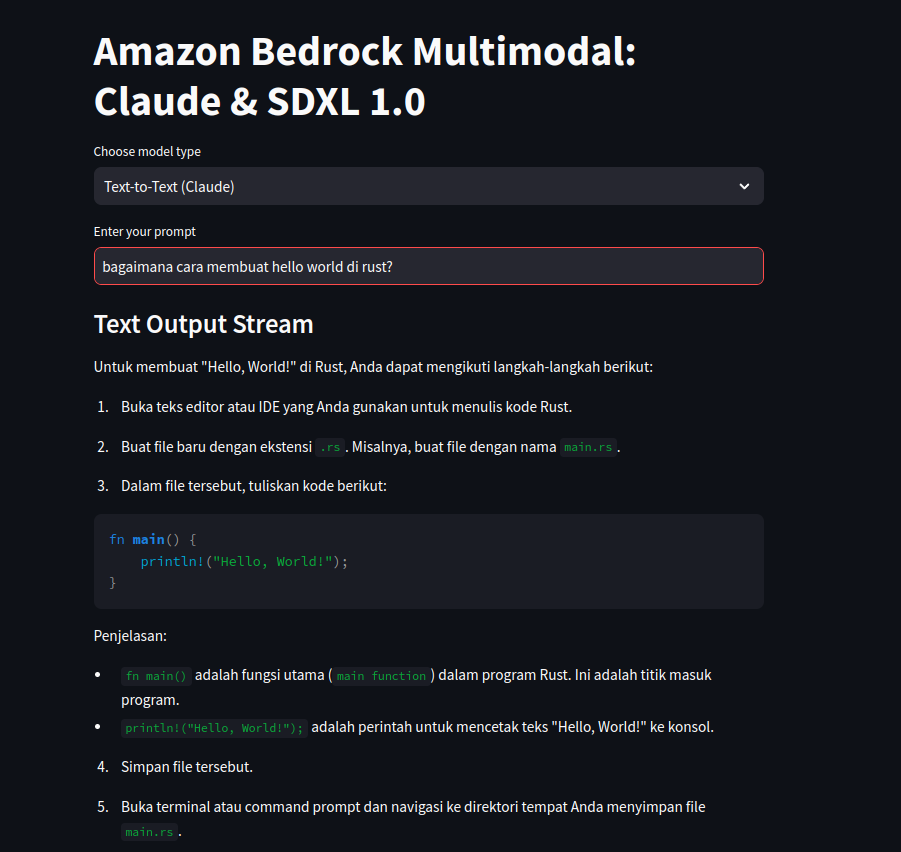 Amazon Bedrock Multimodal:
Claude & SDXL 1.0
Choose model type
Text-to-Text (Claude)
Enter your prompt
bagaimana cara membuat hello world di rust?
Text Output Stream
Untuk membuat "Hello, World!" di Rust, Anda dapat mengikuti langkah-langkah berikut:
1. Buka teks editor atau IDE yang Anda gunakan untuk menulis kode Rust.
2. Buat file baru dengan ekstensi .rs. Misalnya, buat file dengan nama main.rs.
3. Dalam file tersebut, tuliskan kode berikut:
fn main() {
    println!("Hello, World!");
}
Penjelasan:
• fn main() adalah fungsi utama ( main function ) dalam program Rust. Ini adalah titik masuk
program.
• println!("Hello, World!"); adalah perintah untuk mencetak teks "Hello, World!" ke konsol.
4. Simpan file tersebut.
5. Buka terminal atau command prompt dan navigasi ke direktori tempat Anda menyimpan file
main.rs.